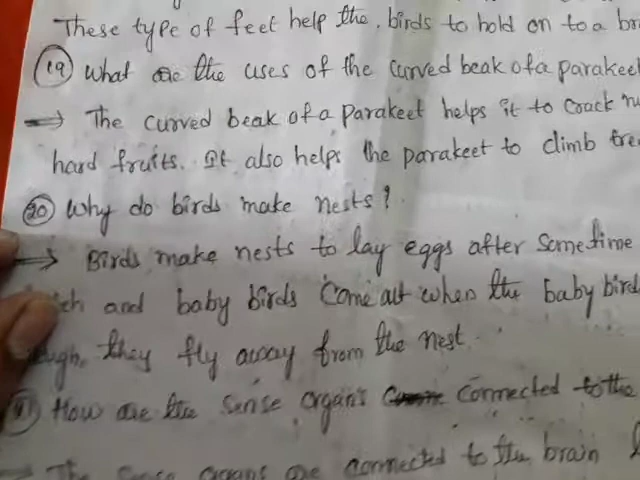 These type of feet help the birds to hold on to a
(19) What are the uses of the curved beak of a parakeet
→ The curved beak of a parakeet helps it to crack
hard fruits. It also helps the parakeet to climb
(20) Why do birds make nests?
→ Birds make nests to lay eggs after sometime
and baby birds come out when the baby
they fly away from the nest.
How are the sense organs connected to the
The sense organs are connected to the brain